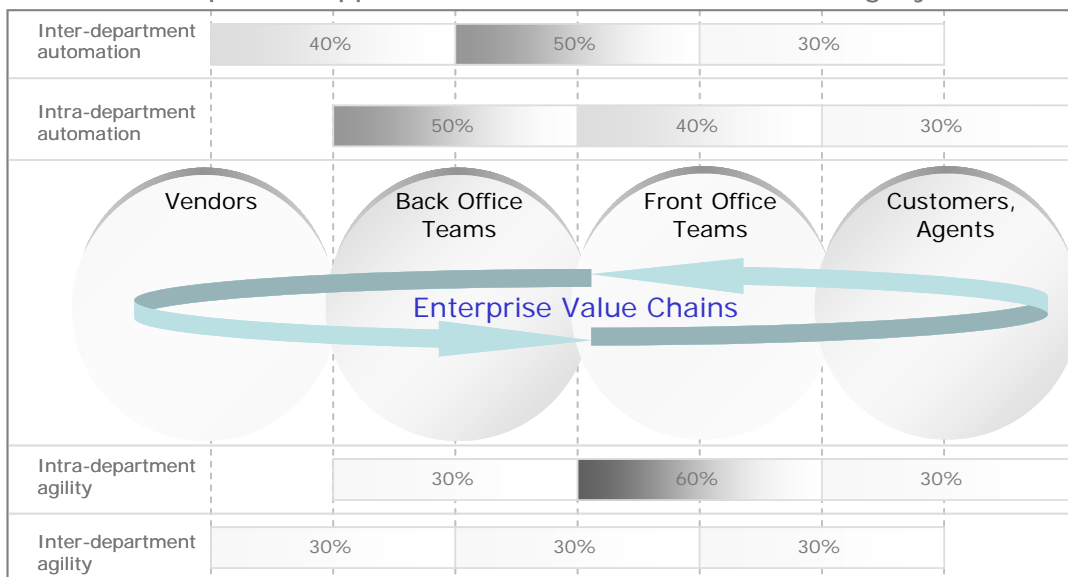 Inter-department
automation
40%
50%
30%
Intra-department
automation
50%
40%
30%
Vendors
Back Office
Teams
Front Office
Teams
Customers,
Agents
Enterprise Value Chains
Intra-department
agility
30%
60%
30%
Inter-department
agility
30%
30%
30%